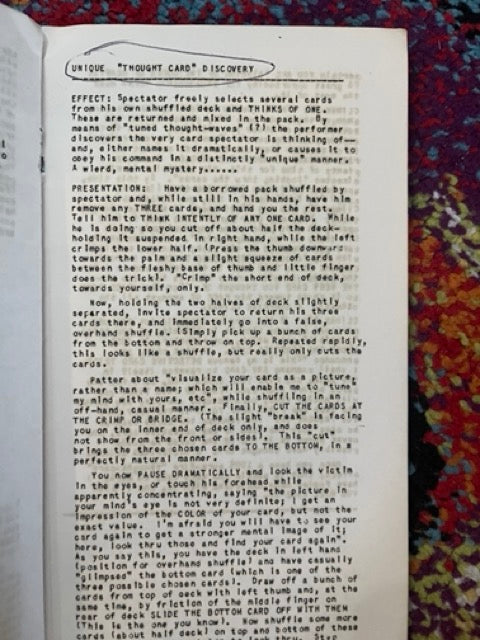 UNIQUE "THOUGHT CARD" DISCOVERY
EFFECT: Spectator freely selects several cards
from his own shuffled deck and THINKS OF ONE.
These are returned and mixed in the pack. By
means of "tuned thought-waves" (?) the performer
discovers the very card spectator is thinking of—
and, either names it dramatically, or causes it to
obey his command in a distinctly "unique" manner.
A wierd, mental mystery......
PRESENTATION: Have a borrowed pack shuffled by
spectator and, while still in his hands, have him
remove any THREE cards, and hand you the rest.
Tell him to THINK INTENTLY OF ANY ONE CARD. While
he is doing so you cut off about half the deck—
holding it suspended in right hand, while the left
crimps the lower half. (Press the thumb downward
towards the palm and a slight squeeze of cards
between the fleshy base of thumb and little finger
does the trick). "Crimp" the short end of deck,
towards yourself, only.
Now, holding the two halves of deck slightly
separated, invite spectator to return his three
cards there, and immediately go into a false,
overhand shuffle. (Simply pick up a bunch of cards
from the bottom and throw on top. Repeated rapidly,
this looks like a shuffle, but really only cuts the
cards.
Patter about "visualize your card as a picture,
rather than a name; which will enable me to "tune
my mind with yours, etc", while shuffling in an
off-hand, casual manner. Finally, CUT THE CARDS AT
THE CRIMP OR BRIDGE. (The slight "break" is facing
you on the inner end of deck only, and does
not show from the front or sides). This "cut"
brings the three chosen cards TO THE BOTTOM, in a
perfectly natural manner.
You now PAUSE DRAMATICALLY and look the victim
in the eyes, or touch his forehead while
apparently concentrating, saying "the picture in
your mind's eye is not very definite; I get an
impression of the COLOR of your card, but not the
exact value. I'm afraid you will have to see your
card again to get a stronger mental image of it.
here, look thru those and find your card again".
As you say this, you have the deck in left hand
(position for overhand shuffle) and have casually
"glimpsed" the bottom card (which is one of the
three possible chosen cards). Draw off a bunch of
cards from top of deck with left thumb and, at the
same time, by friction of the middle finger on
rear of deck SLIDE THE BOTTOM CARD OFF WITH THEM
(This is the one you know). Now shuffle some more
cards (about half deck) on top and bottom of these